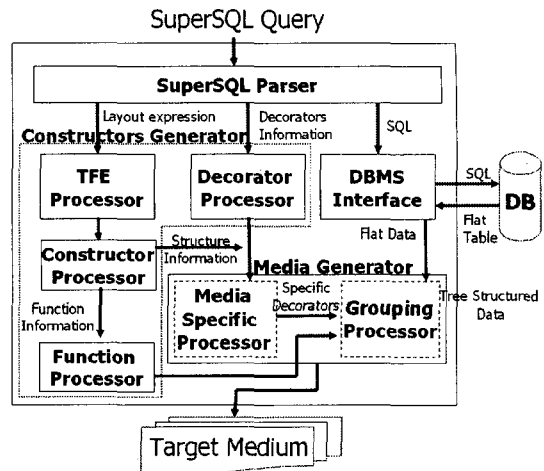 SuperSQL Query
SuperSQL Parser
Layout expression
Decorators
Information
SQL
Constructors Generator
TFE
Processor
Decorator
Processor
DBMS
Interface
SQL
DB
Flat
Table
Structure
Information
Flat Data
Constructor
Processor
Media Generator
Function
Information
Media
Specific
Processor
Specific
Decorators
Grouping
Processor
Tree Structured
Data
Function
Processor
Target Medium